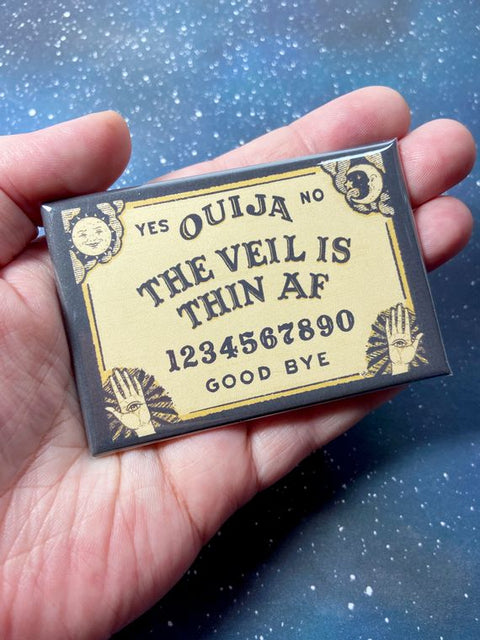 YES OUIJA NO
THE VEIL IS
THIN AF
1234567890
GOOD BYE